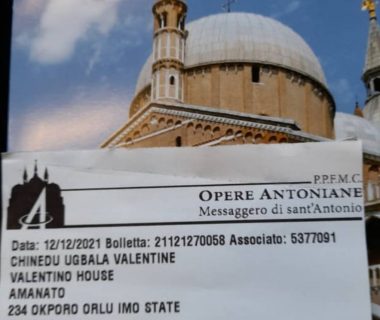 P.P.F.M.C.
OPERE ANTONIANE
Messaggero di sant'Antonio
Data: 12/12/2021 Bolletta: 21121270058 Associato: 5377091
CHINEDU UGBALA VALENTINE
VALENTINO HOUSE
AMANATO
234 OKPORO ORLU IMO STATE